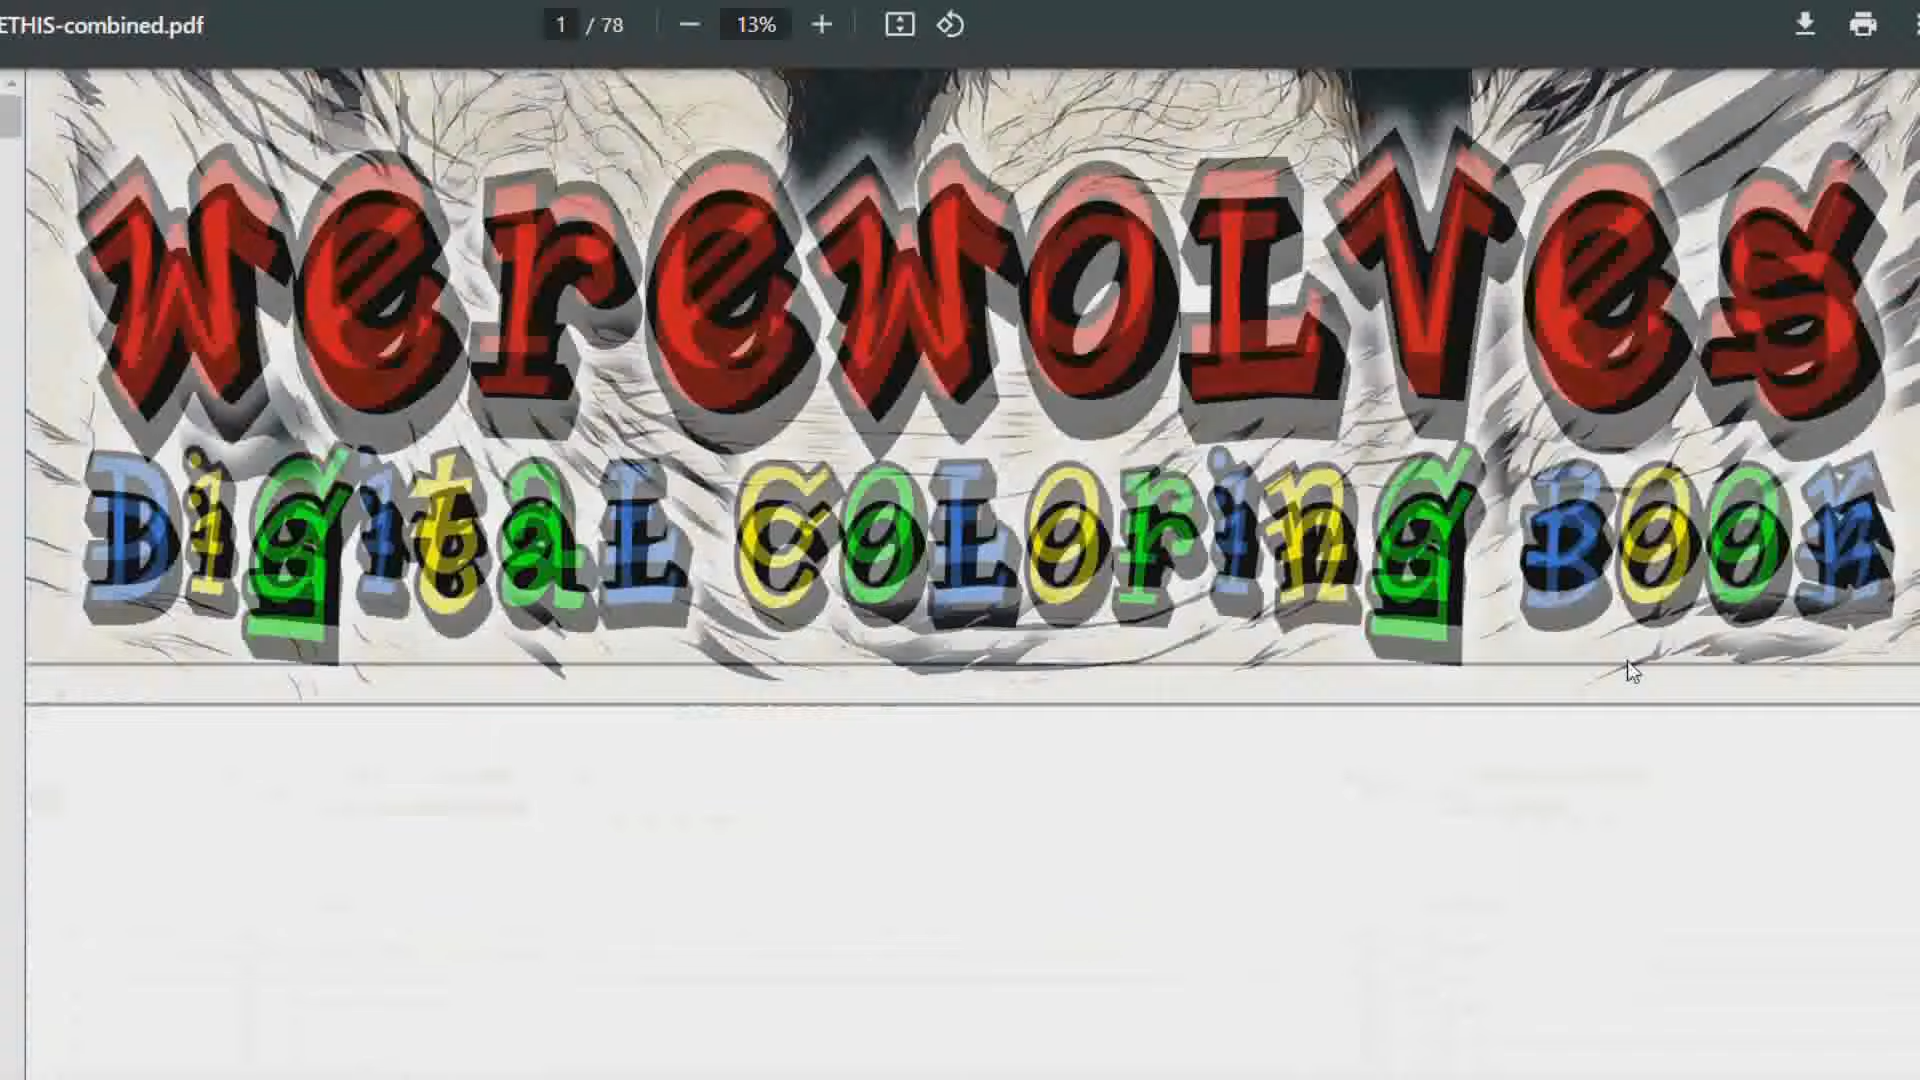 ETHIS-combined.pdf 1 / 78 13%
Werewolves
Digital Coloring Book